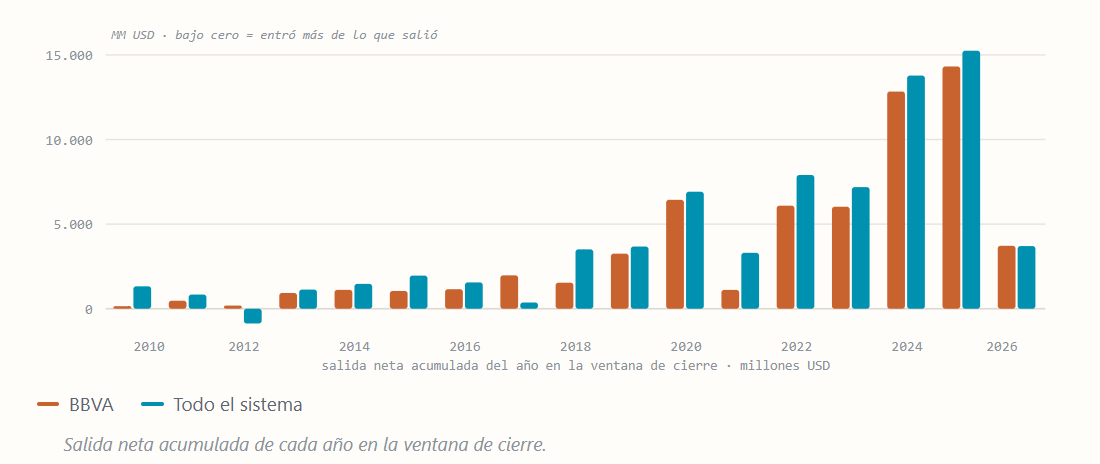 MM USD · bajo cero = entró más de lo que salió
15.000
10.000
5.000
0
2010 2012 2014 2016 2018 2020 2022 2024 2026
salida neta acumulada del año en la ventana de cierre · millones USD
BBVA Todo el sistema
Salida neta acumulada de cada año en la ventana de cierre.